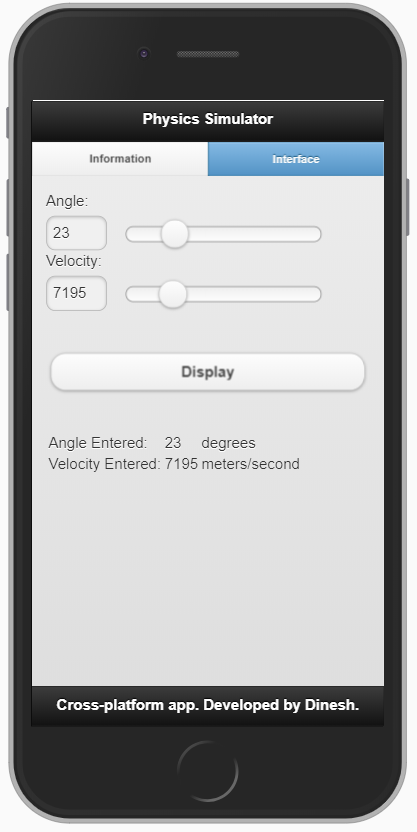 Physics Simulator
Information Interface
Angle:
23
Velocity:
7195
Display
Angle Entered: 23 degrees
Velocity Entered: 7195 meters/second
Cross-platform app. Developed by Dinesh.